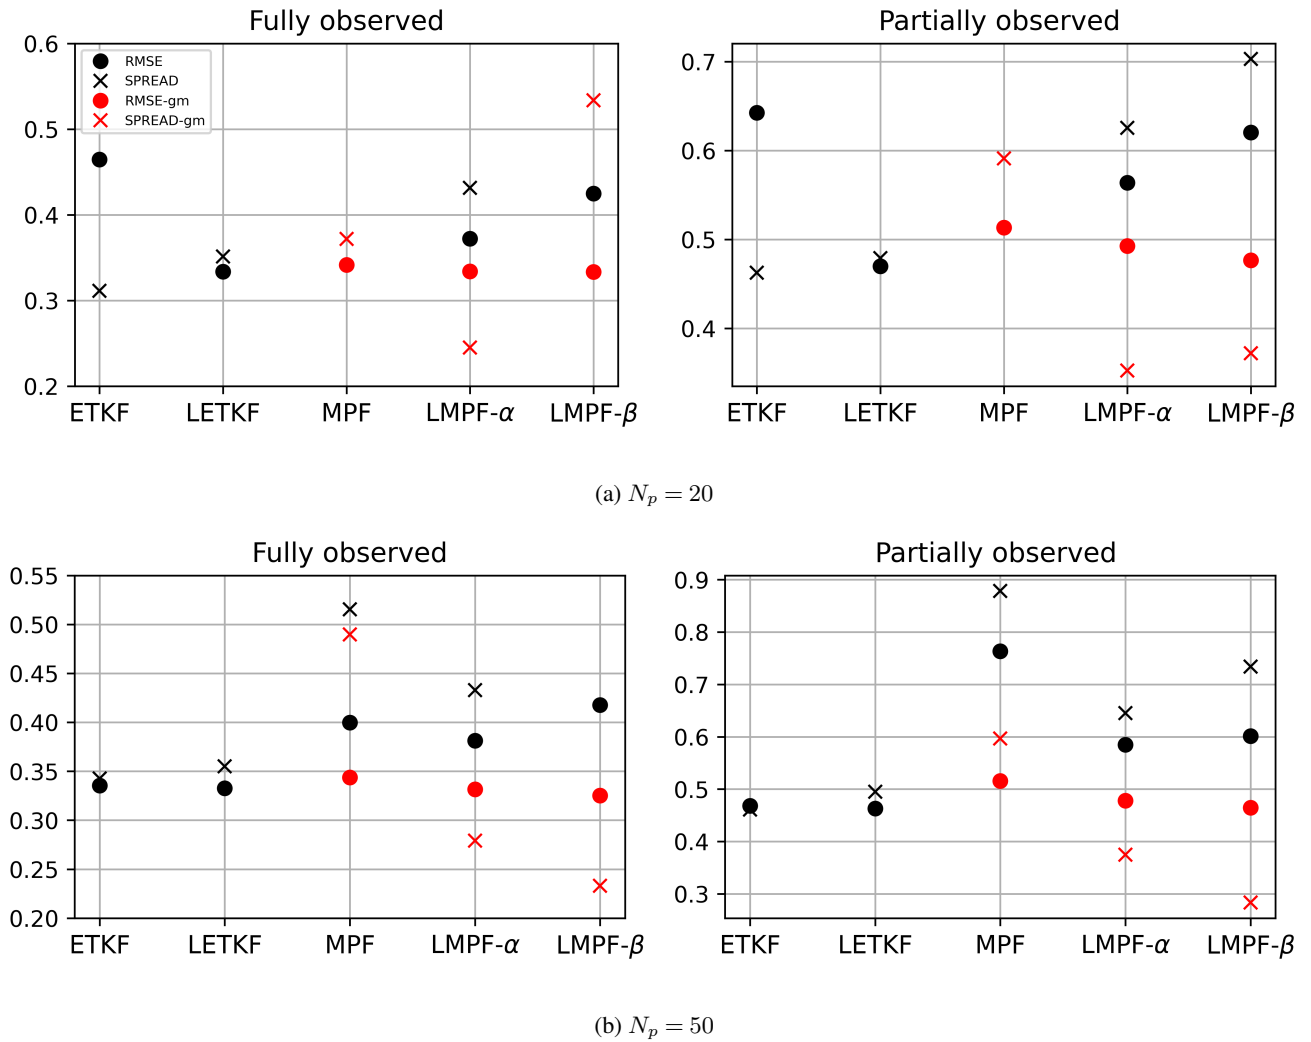 Fully observed
Partially observed
0.6
0.5
0.4
0.3
0.2
RMSE
SPREAD
RMSE-gm
SPREAD-gm
ETKF LETKF MPF LMPF-α LMPF-β
0.7
0.6
0.5
0.4
ETKF LETKF MPF LMPF-α LMPF-β
(a) Nₚ = 20
Fully observed
Partially observed
0.55
0.50
0.45
0.40
0.35
0.30
0.25
0.20
ETKF LETKF MPF LMPF-α LMPF-β
0.9
0.8
0.7
0.6
0.5
0.4
0.3
ETKF LETKF MPF LMPF-α LMPF-β
(b) Nₚ = 50